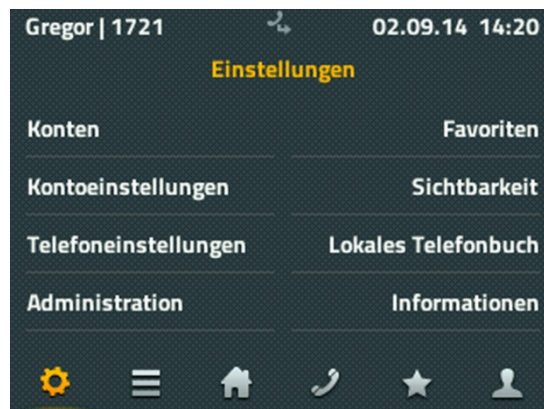 Gregor | 1721 02.09.14 14:20
Einstellungen
Konten Favoriten
Kontoeinstellungen Sichtbarkeit
Telefoneinstellungen Lokales Telefonbuch
Administration Informationen